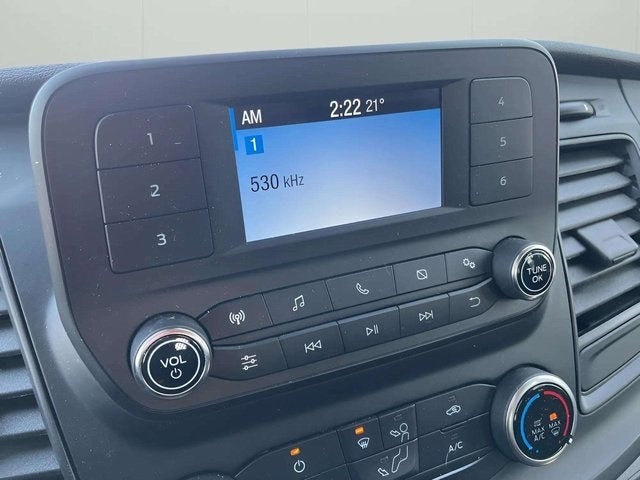 AM 2:22 21°
1
530 kHz
1
2
3
4
5
6
VOL
TUNE
OK
MAX
A/C
MAX
A/C